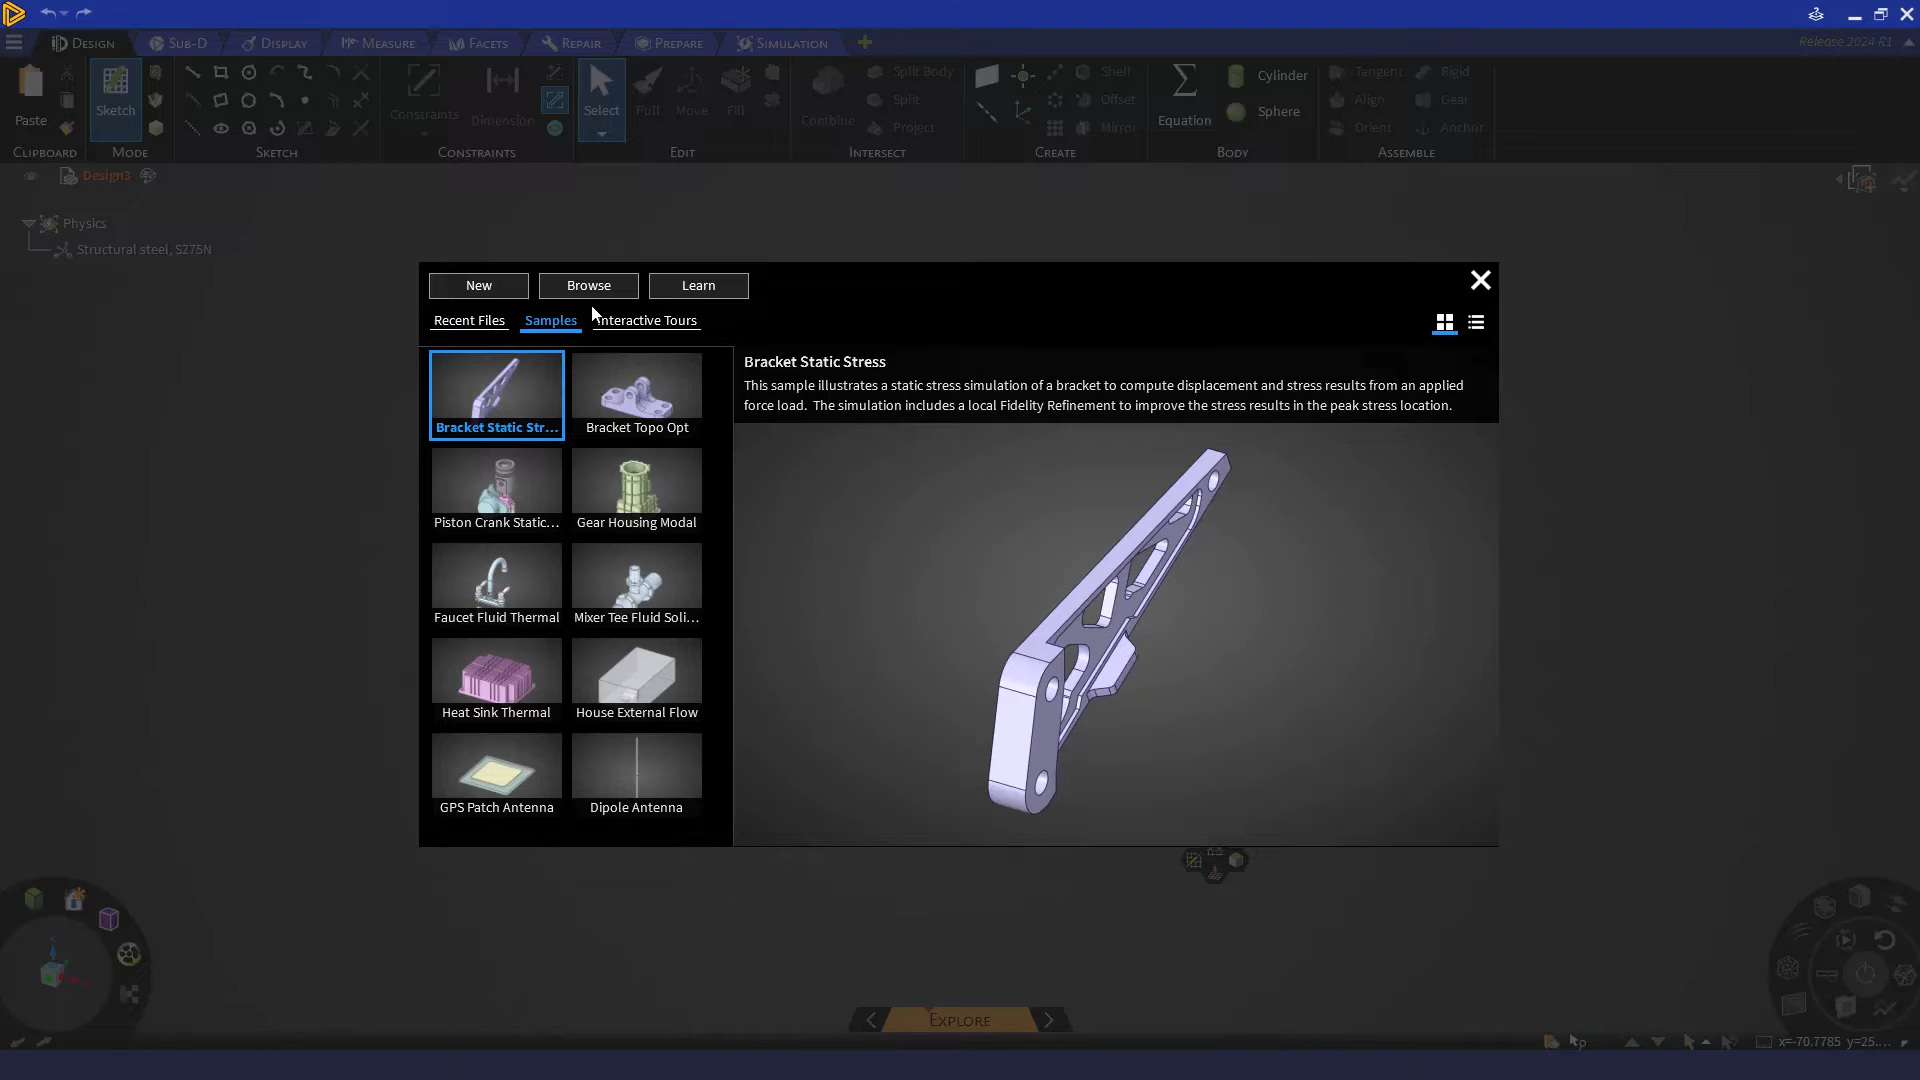 DESIGN SUB-D DISPLAY MEASURE FACETS REPAIR PREPARE SIMULATION Release 2024 R1
Paste Sketch Constraints Dimension Select Pull Move Fill Combine Split Body Split Project Shell Offset Mirror Equation Cylinder Sphere Tangent Align Orient Rigid Gear Anchor
CLIPBOARD MODE SKETCH CONSTRAINTS EDIT INTERSECT CREATE BODY ASSEMBLE
Design3
Physics
Structural steel, S275N
New Browse Learn
Recent Files Samples Interactive Tours
Bracket Static Stress
This sample illustrates a static stress simulation of a bracket to compute displacement and stress results from an applied
force load. The simulation includes a local Fidelity Refinement to improve the stress results in the peak stress location.
Bracket Static Str... Bracket Topo Opt
Piston Crank Static... Gear Housing Modal
Faucet Fluid Thermal Mixer Tee Fluid Soli...
Heat Sink Thermal House External Flow
GPS Patch Antenna Dipole Antenna
EXPLORE
x=-70.7785 y=25....